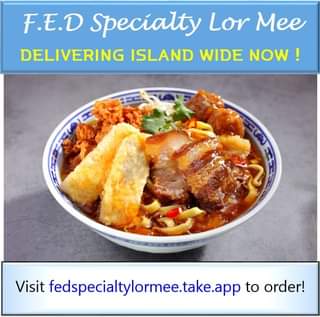 F.E.D Specialty Lor Mee
DELIVERING ISLAND WIDE NOW !
Visit fedspecialtylormee.take.app to order!